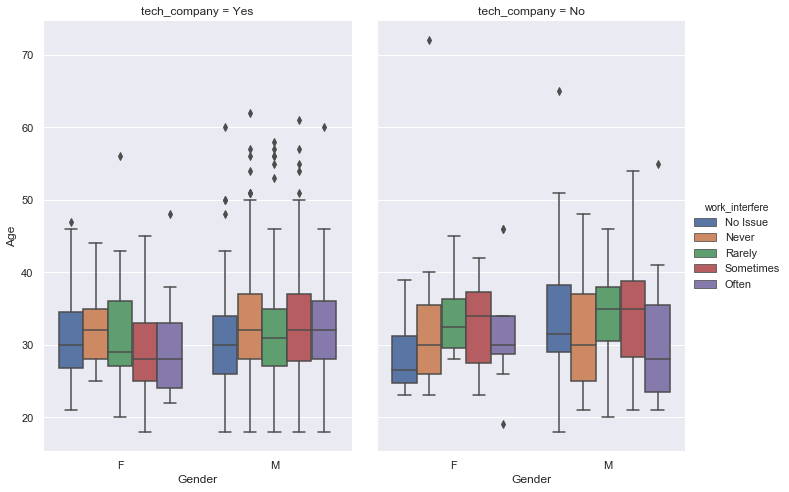 tech_company = Yes
tech_company = No
70
60
50
40
30
20
Age
F
M
Gender
F
M
Gender
work_interfere
No Issue
Never
Rarely
Sometimes
Often